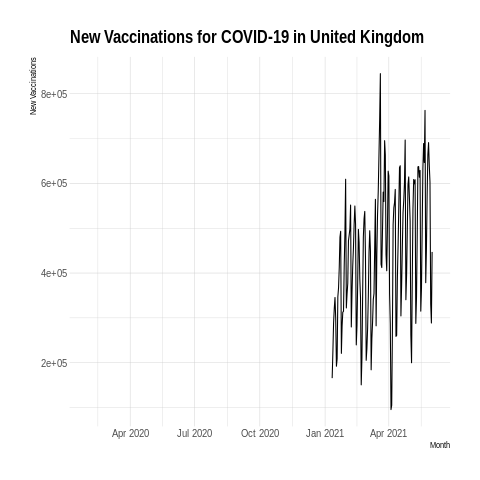 New Vaccinations for COVID-19 in United Kingdom
New Vaccinations
8e+05
6e+05
4e+05
2e+05
Apr 2020 Jul 2020 Oct 2020 Jan 2021 Apr 2021
Month